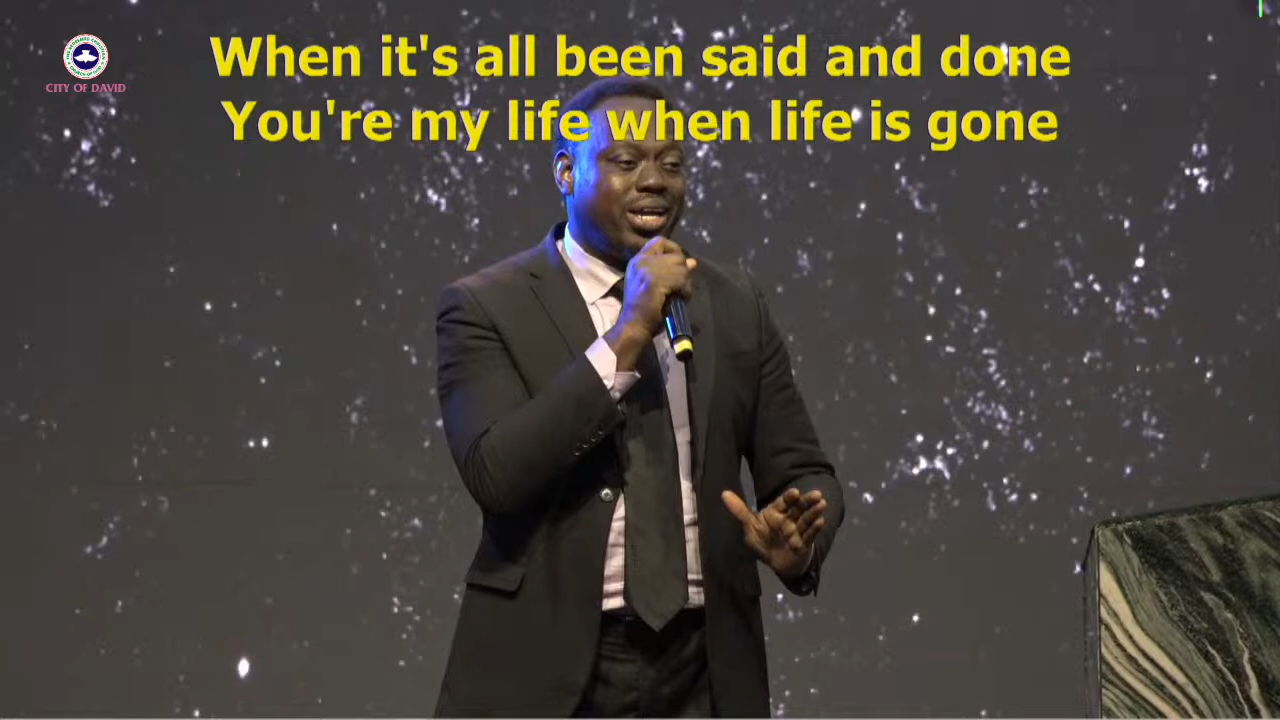 When it's all been said and done
You're my life when life is gone
CITY OF DAVID